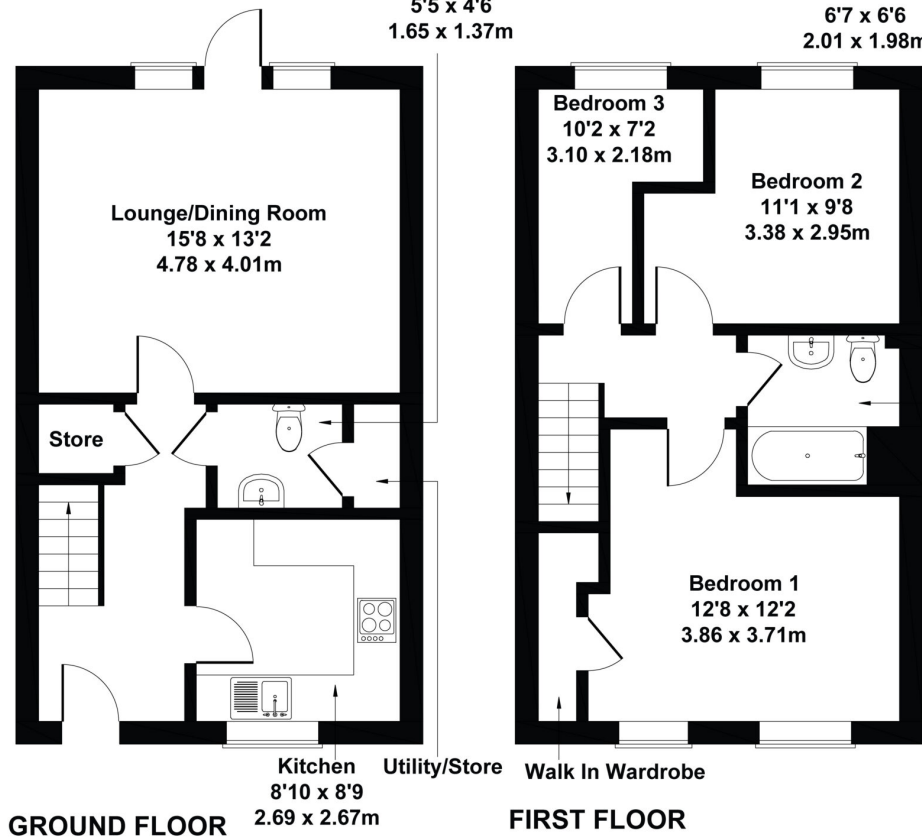 5'5 x 4'6
1.65 x 1.37m
6'7 x 6'6
2.01 x 1.98m
Lounge/Dining Room
15'8 x 13'2
4.78 x 4.01m
Bedroom 3
10'2 x 7'2
3.10 x 2.18m
Bedroom 2
11'1 x 9'8
3.38 x 2.95m
Store
Bedroom 1
12'8 x 12'2
3.86 x 3.71m
Kitchen
8'10 x 8'9
2.69 x 2.67m
Utility/Store
Walk In Wardrobe
GROUND FLOOR
FIRST FLOOR